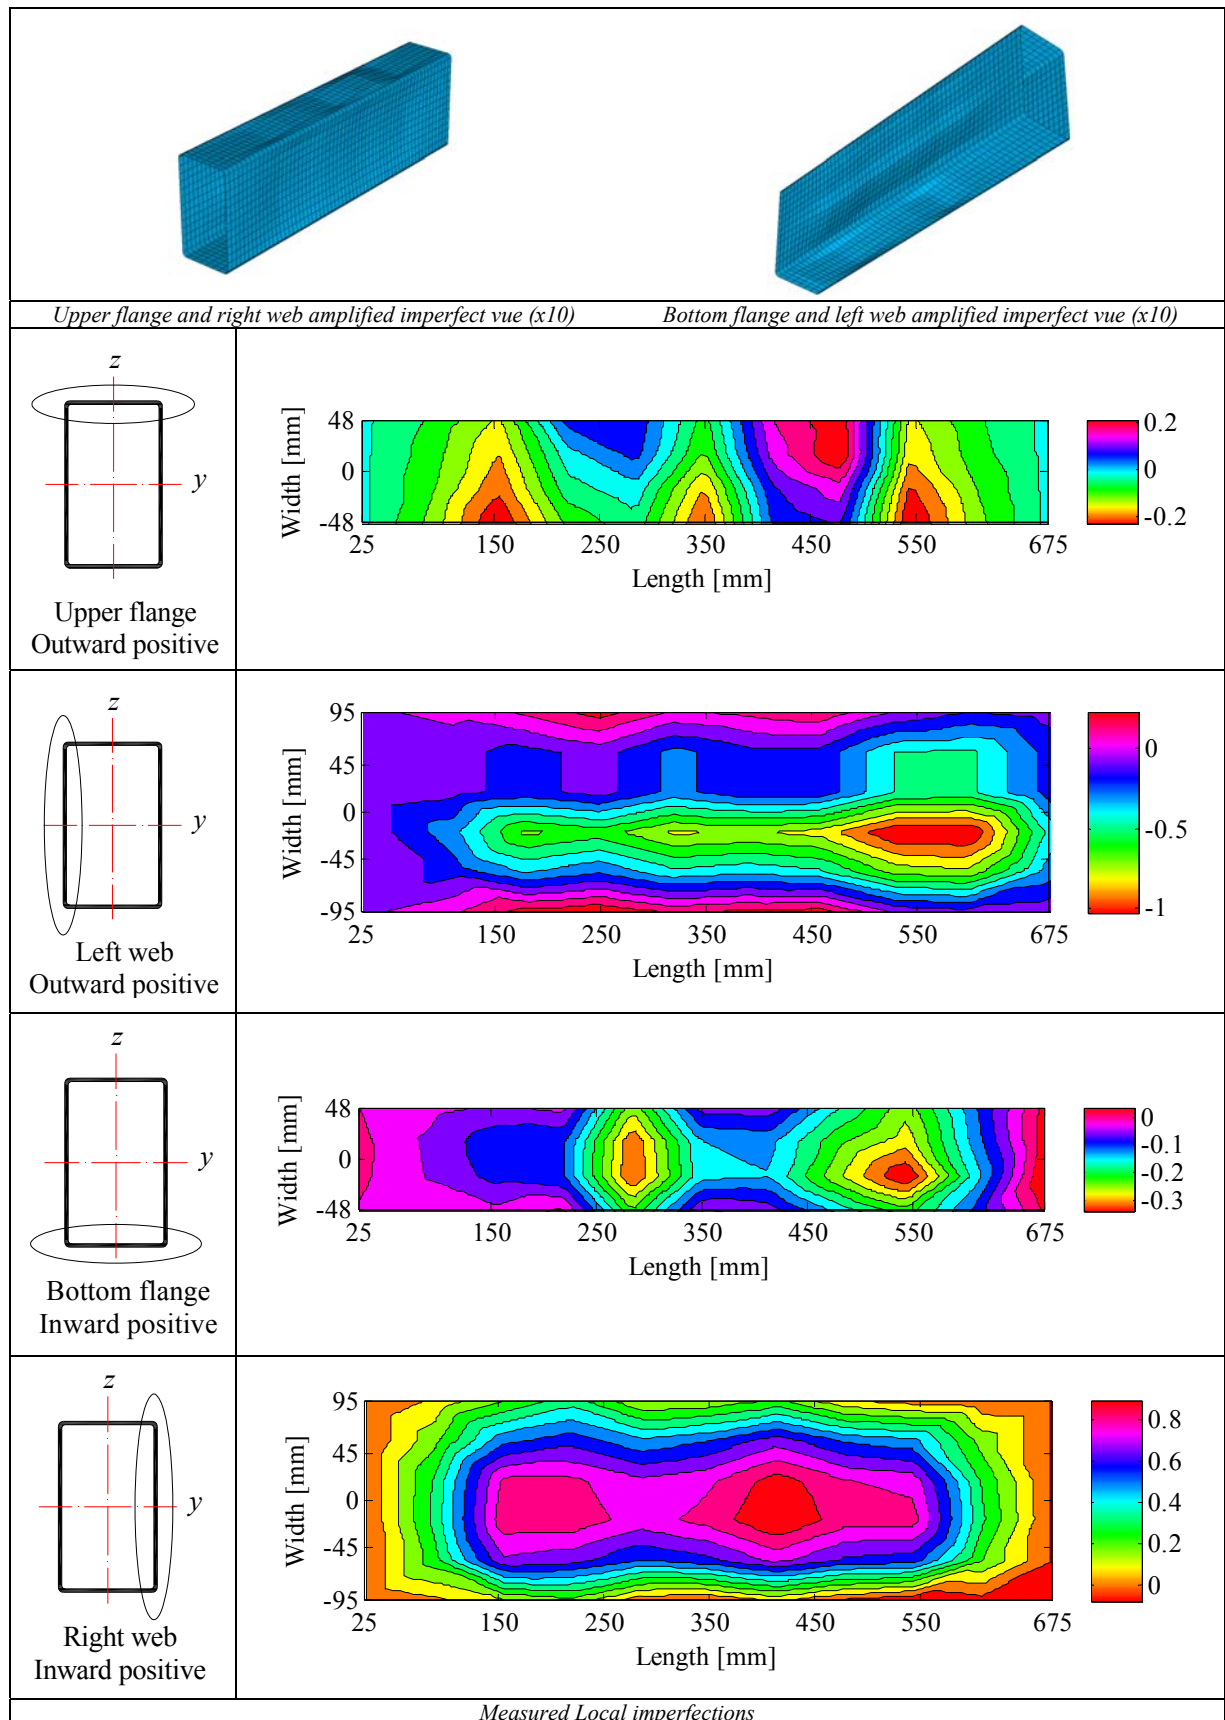 Upper flange and right web amplified imperfect vue (x10) Bottom flange and left web amplified imperfect vue (x10)
z
y
Upper flange
Outward positive
Width [mm]
48
0
-48
25 150 250 350 450 550 675
Length [mm]
0.2
0
-0.2
z
y
Left web
Outward positive
Width [mm]
95
45
0
-45
-95
25 150 250 350 450 550 675
Length [mm]
0
-0.5
-1
z
y
Bottom flange
Inward positive
Width [mm]
48
0
-48
25 150 250 350 450 550 675
Length [mm]
0
-0.1
-0.2
-0.3
z
y
Right web
Inward positive
Width [mm]
95
45
0
-45
-95
25 150 250 350 450 550 675
Length [mm]
0.8
0.6
0.4
0.2
0
Measured Local imperfections